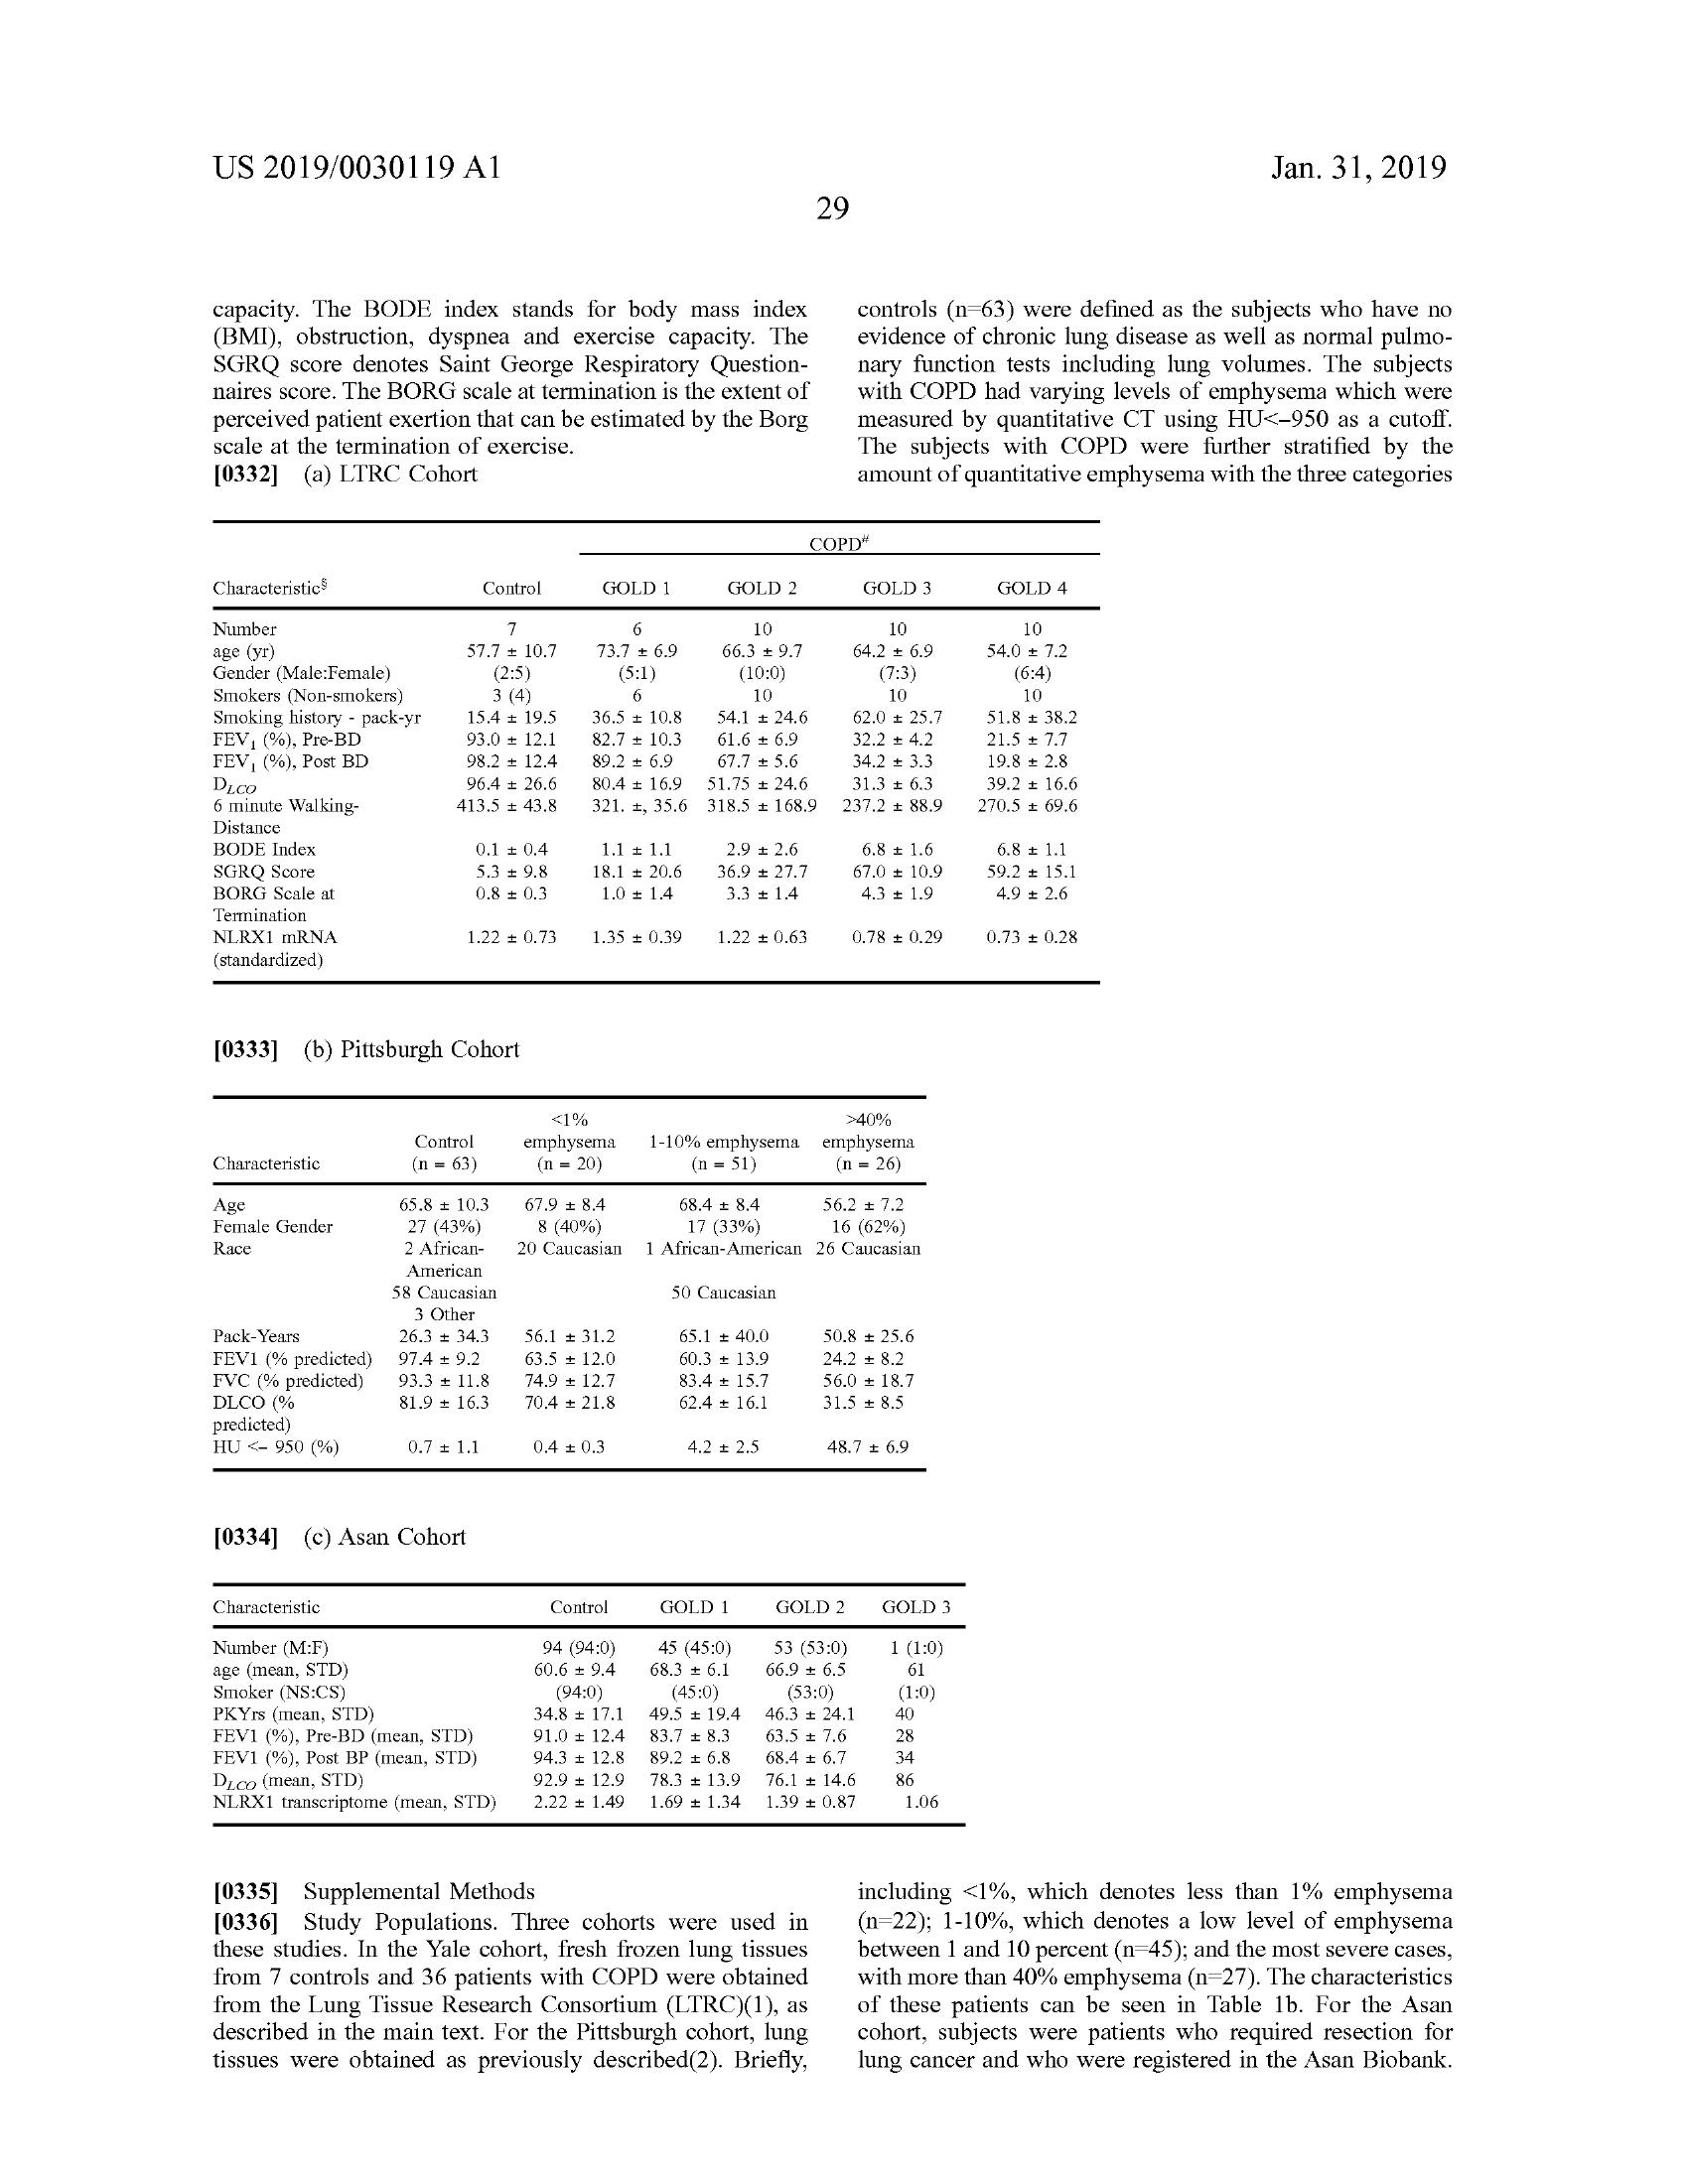 US 2019/0030119 A1
Jan. 31, 2019
29
capacity. The BODE index stands for body mass index
(BMI), obstruction, dyspnea and exercise capacity. The
SGRQ score denotes Saint George Respiratory Question-
naires score. The BORG scale at termination is the extent of
perceived patient exertion that can be estimated by the Borg
scale at the termination of exercise.
[0332] (a) LTRC Cohort
controls (n=63) were defined as the subjects who have no
evidence of chronic lung disease as well as normal pulmo-
nary function tests including lung volumes. The subjects
with COPD had varying levels of emphysema which were
measured by quantitative CT using HU<-950 as a cutoff.
The subjects with COPD were further stratified by the
amount of quantitative emphysema with the three categories
COPD#
Characteristic§ Control GOLD 1 GOLD 2 GOLD 3 GOLD 4
Number 7 6 10 10 10
age (yr) 57.7 ± 10.7 73.7 ± 6.9 66.3 ± 9.7 64.2 ± 6.9 54.0 ± 7.2
Gender (Male:Female) (2:5) (5:1) (10:0) (7:3) (6:4)
Smokers (Non-smokers) 3 (4) 6 10 10 10
Smoking history - pack-yr 15.4 ± 19.5 36.5 ± 10.8 54.1 ± 24.6 62.0 ± 25.7 51.8 ± 38.2
FEV1 (%), Pre-BD 93.0 ± 12.1 82.7 ± 10.3 61.6 ± 6.9 32.2 ± 4.2 21.5 ± 7.7
FEV1 (%), Post BD 98.2 ± 12.4 89.2 ± 6.9 67.7 ± 5.6 34.2 ± 3.3 19.8 ± 2.8
DLCO 96.4 ± 26.6 80.4 ± 16.9 51.75 ± 24.6 31.3 ± 6.3 39.2 ± 16.6
6 minute Walking- 413.5 ± 43.8 321. ±, 35.6 318.5 ± 168.9 237.2 ± 88.9 270.5 ± 69.6
Distance
BODE Index 0.1 ± 0.4 1.1 ± 1.1 2.9 ± 2.6 6.8 ± 1.6 6.8 ± 1.1
SGRQ Score 5.3 ± 9.8 18.1 ± 20.6 36.9 ± 27.7 67.0 ± 10.9 59.2 ± 15.1
BORG Scale at 0.8 ± 0.3 1.0 ± 1.4 3.3 ± 1.4 4.3 ± 1.9 4.9 ± 2.6
Termination
NLRX1 mRNA 1.22 ± 0.73 1.35 ± 0.39 1.22 ± 0.63 0.78 ± 0.29 0.73 ± 0.28
(standardized)
[0333] (b) Pittsburgh Cohort
<1% >40%
Control emphysema 1-10% emphysema emphysema
Characteristic (n = 63) (n = 20) (n = 51) (n = 26)
Age 65.8 ± 10.3 67.9 ± 8.4 68.4 ± 8.4 56.2 ± 7.2
Female Gender 27 (43%) 8 (40%) 17 (33%) 16 (62%)
Race 2 African- 20 Caucasian 1 African-American 26 Caucasian
American
58 Caucasian 50 Caucasian
3 Other
Pack-Years 26.3 ± 34.3 56.1 ± 31.2 65.1 ± 40.0 50.8 ± 25.6
FEV1 (% predicted) 97.4 ± 9.2 63.5 ± 12.0 60.3 ± 13.9 24.2 ± 8.2
FVC (% predicted) 93.3 ± 11.8 74.9 ± 12.7 83.4 ± 15.7 56.0 ± 18.7
DLCO (% 81.9 ± 16.3 70.4 ± 21.8 62.4 ± 16.1 31.5 ± 8.5
predicted)
HU <- 950 (%) 0.7 ± 1.1 0.4 ± 0.3 4.2 ± 2.5 48.7 ± 6.9
[0334] (c) Asan Cohort
Characteristic Control GOLD 1 GOLD 2 GOLD 3
Number (M:F) 94 (94:0) 45 (45:0) 53 (53:0) 1 (1:0)
age (mean, STD) 60.6 ± 9.4 68.3 ± 6.1 66.9 ± 6.5 61
Smoker (NS:CS) (94:0) (45:0) (53:0) (1:0)
PKYrs (mean, STD) 34.8 ± 17.1 49.5 ± 19.4 46.3 ± 24.1 40
FEV1 (%), Pre-BD (mean, STD) 91.0 ± 12.4 83.7 ± 8.3 63.5 ± 7.6 28
FEV1 (%), Post BP (mean, STD) 94.3 ± 12.8 89.2 ± 6.8 68.4 ± 6.7 34
DLCO (mean, STD) 92.9 ± 12.9 78.3 ± 13.9 76.1 ± 14.6 86
NLRX1 transcriptome (mean, STD) 2.22 ± 1.49 1.69 ± 1.34 1.39 ± 0.87 1.06
[0335] Supplemental Methods
[0336] Study Populations. Three cohorts were used in
these studies. In the Yale cohort, fresh frozen lung tissues
from 7 controls and 36 patients with COPD were obtained
from the Lung Tissue Research Consortium (LTRC)(1), as
described in the main text. For the Pittsburgh cohort, lung
tissues were obtained as previously described(2). Briefly,
including <1%, which denotes less than 1% emphysema
(n=22); 1-10%, which denotes a low level of emphysema
between 1 and 10 percent (n=45); and the most severe cases,
with more than 40% emphysema (n=27). The characteristics
of these patients can be seen in Table 1b. For the Asan
cohort, subjects were patients who required resection for
lung cancer and who were registered in the Asan Biobank.